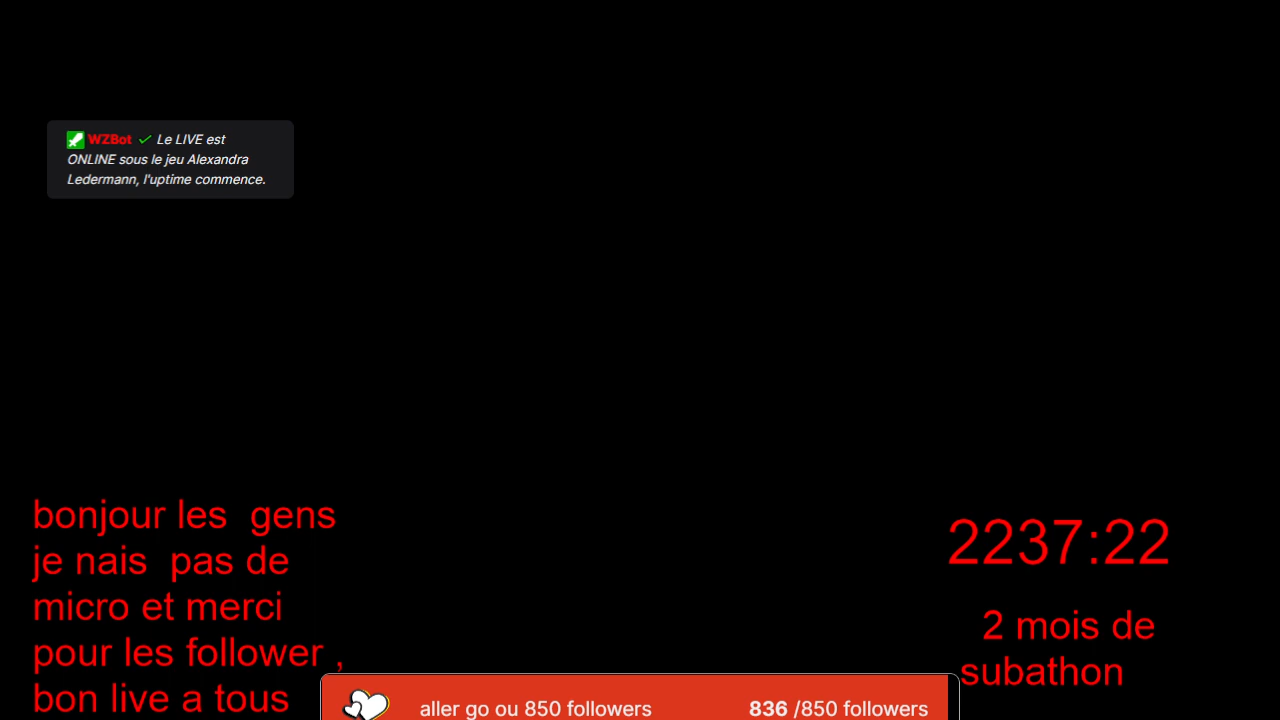 WZBot Le LIVE est
ONLINE sous le jeu Alexandra
Ledermann, l'uptime commence.
bonjour les gens
je nais pas de
micro et merci
pour les follower ,
bon live a tous
2237:22
2 mois de
subathon
aller go ou 850 followers
836 /850 followers